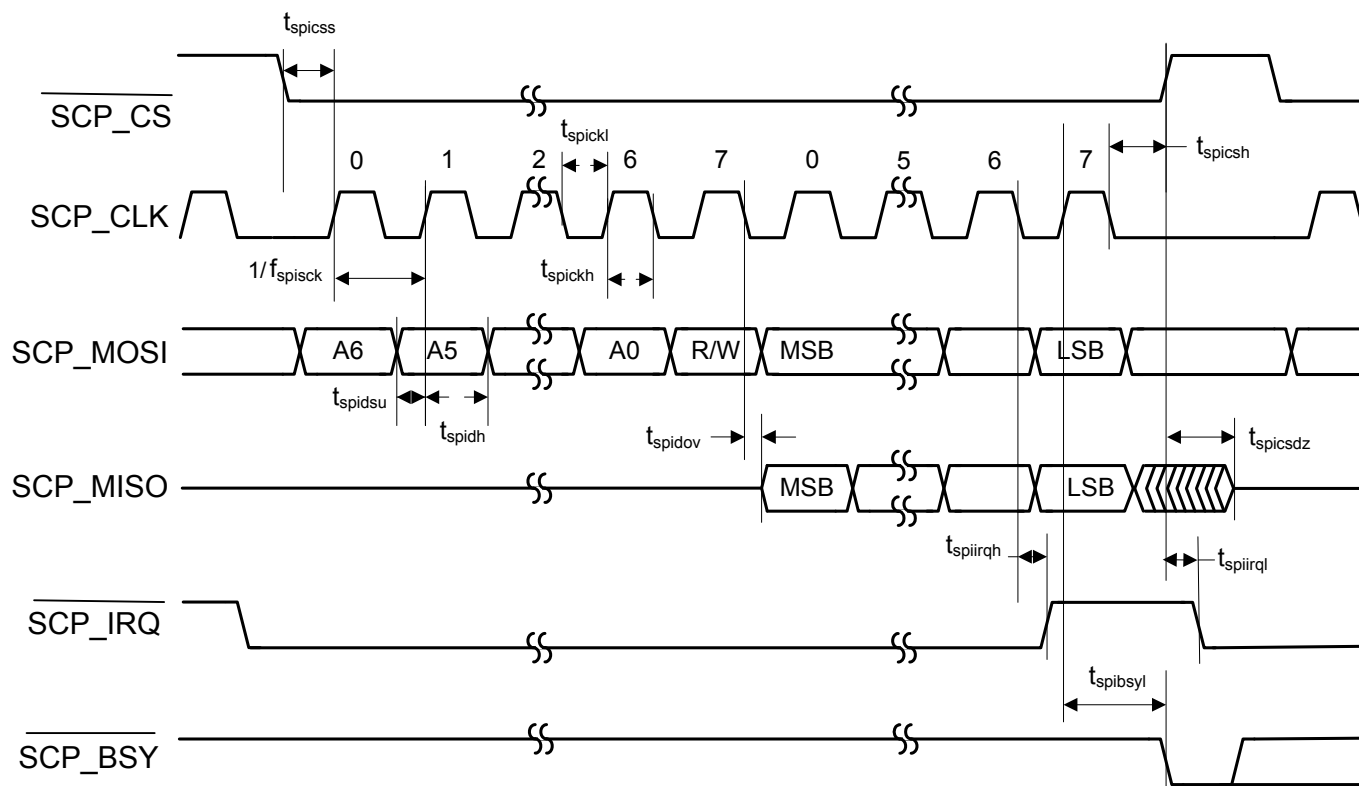 tspicss
SCP_CS
tspickl
tspicsh
0 1 2 6 7 0 5 6 7
SCP_CLK
1/fspisck
tspickh
SCP_MOSI
A6 A5 A0 R/W MSB LSB
tspidsu
tspidh
tspidov
tspicsdz
SCP_MISO
MSB LSB
tspiirqh
tspiirql
SCP_IRQ
tspibsyl
SCP_BSY